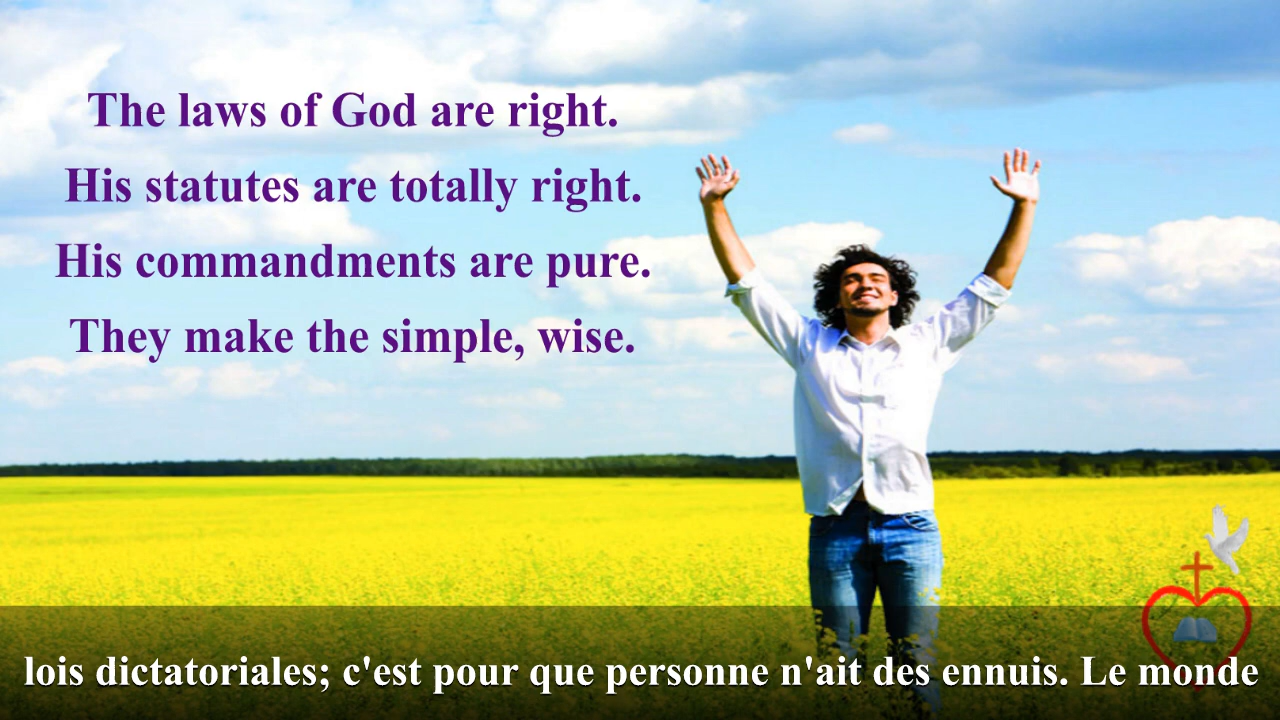 The laws of God are right.
His statutes are totally right.
His commandments are pure.
They make the simple, wise.
lois dictatoriales; c'est pour que personne n'ait des ennuis. Le monde